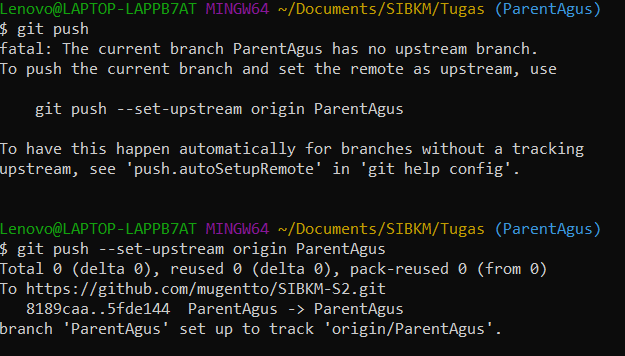 Lenovo@LAPTOP-LAPPB7AT MINGW64 ~/Documents/SIBKM/Tugas (ParentAgus)
$ git push
fatal: The current branch ParentAgus has no upstream branch.
To push the current branch and set the remote as upstream, use
    git push --set-upstream origin ParentAgus
To have this happen automatically for branches without a tracking
upstream, see 'push.autoSetupRemote' in 'git help config'.
Lenovo@LAPTOP-LAPPB7AT MINGW64 ~/Documents/SIBKM/Tugas (ParentAgus)
$ git push --set-upstream origin ParentAgus
Total 0 (delta 0), reused 0 (delta 0), pack-reused 0 (from 0)
To https://github.com/mugentto/SIBKM-S2.git
   8189caa..5fde144  ParentAgus -> ParentAgus
branch 'ParentAgus' set up to track 'origin/ParentAgus'.